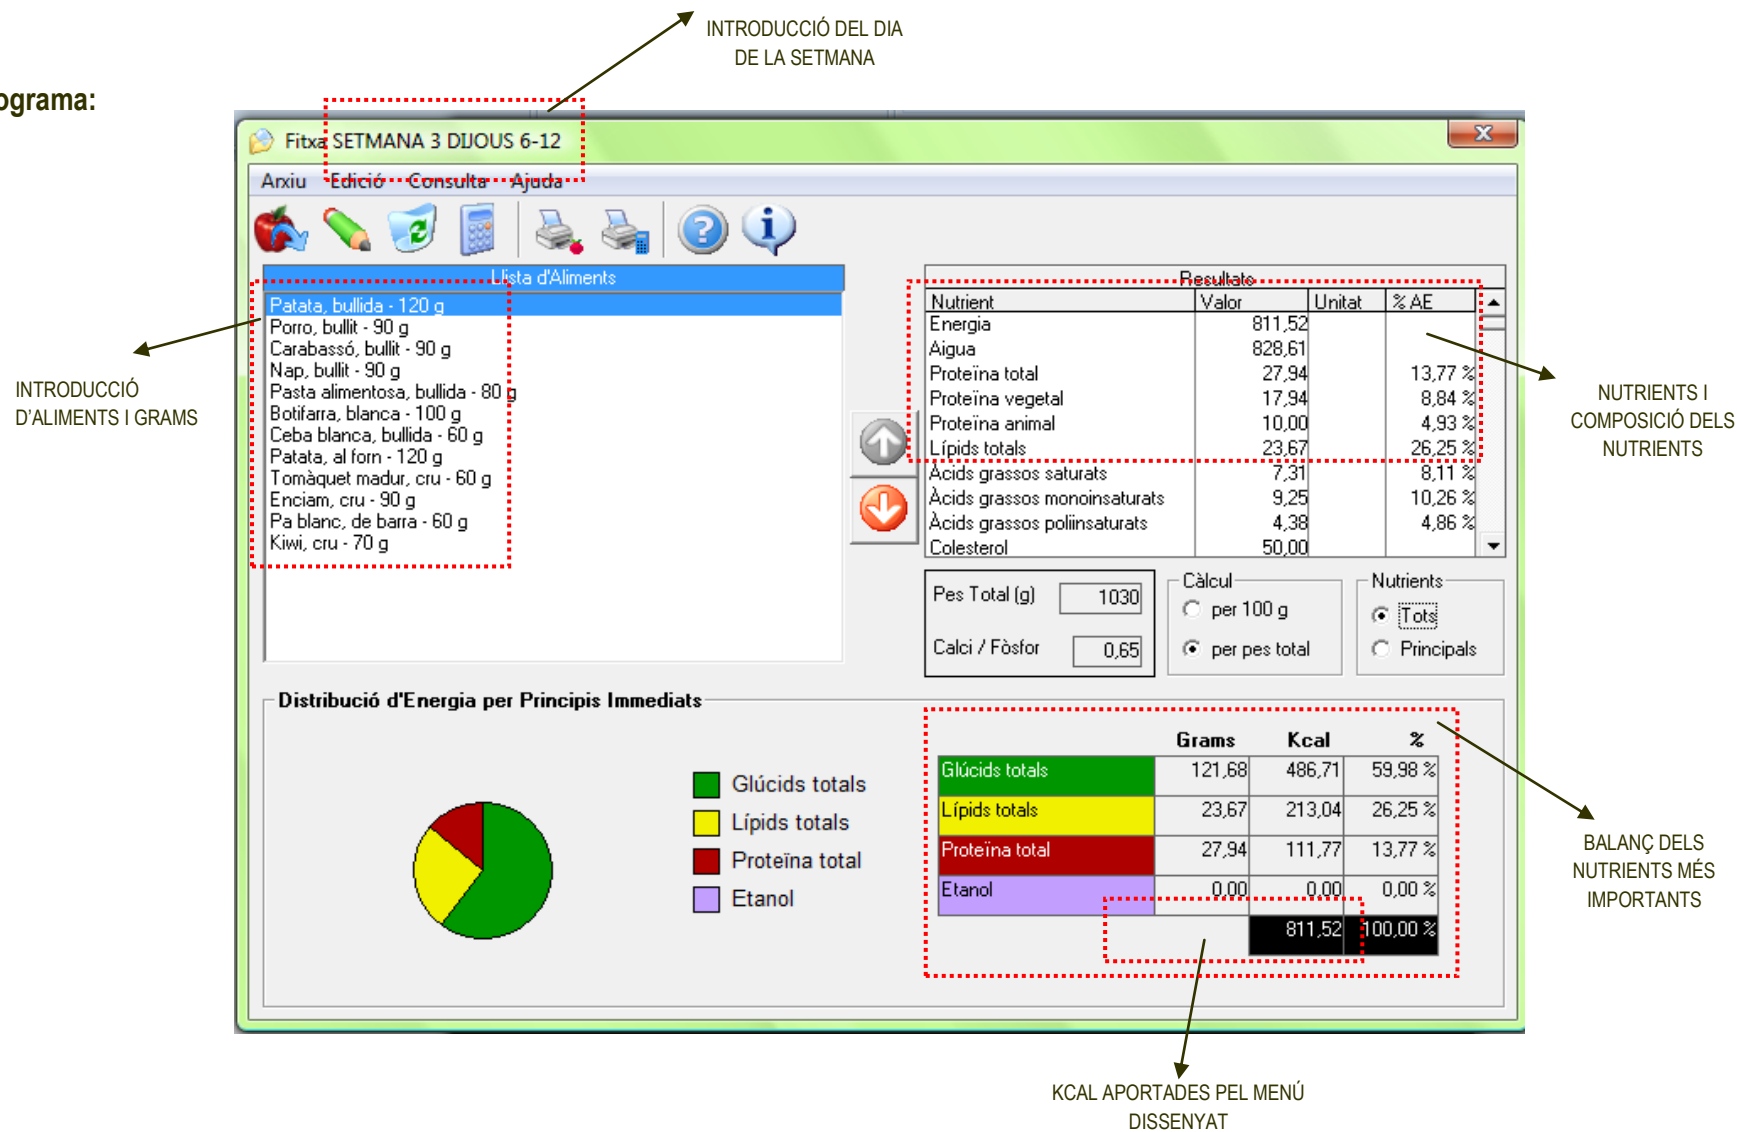 INTRODUCCIÓ DEL DIA
DE LA SETMANA
ograma:
Fitxa SETMANA 3 DIJOUS 6-12
Arxiu Edició Consulta Ajuda
Llista d'Aliments
Patata, bullida - 120 g
Porro, bullit - 90 g
Carabassó, bullit - 90 g
Nap, bullit - 90 g
Pasta alimentosa, bullida - 80 g
Botifarra, blanca - 100 g
Ceba blanca, bullida - 60 g
Patata, al forn - 120 g
Tomàquet madur, cru - 60 g
Enciam, cru - 90 g
Pa blanc, de barra - 60 g
Kiwi, cru - 70 g
INTRODUCCIÓ
D'ALIMENTS I GRAMS
Resultats
Nutrient Valor Unitat % AE
Energia 811,52
Aigua 828,61
Proteïna total 27,94 13,77 %
Proteïna vegetal 17,94 8,84 %
Proteïna animal 10,00 4,93 %
Lípids totals 23,67 26,25 %
Àcids grassos saturats 7,31 8,11 %
Àcids grassos monoinsaturats 9,25 10,26 %
Àcids grassos poliinsaturats 4,38 4,86 %
Colesterol 50,00
NUTRIENTS I
COMPOSICIÓ DELS
NUTRIENTS
Pes Total (g) 1030
Calci / Fòsfor 0,65
Càlcul
per 100 g
per pes total
Nutrients
Tots
Principals
Distribució d'Energia per Principis Immediats
Glúcids totals
Lípids totals
Proteïna total
Etanol
Grams Kcal %
Glúcids totals 121,68 486,71 59,98 %
Lípids totals 23,67 213,04 26,25 %
Proteïna total 27,94 111,77 13,77 %
Etanol 0,00 0,00 0,00 %
811,52 100,00 %
BALANÇ DELS
NUTRIENTS MÉS
IMPORTANTS
KCAL APORTADES PEL MENÚ
DISSENYAT